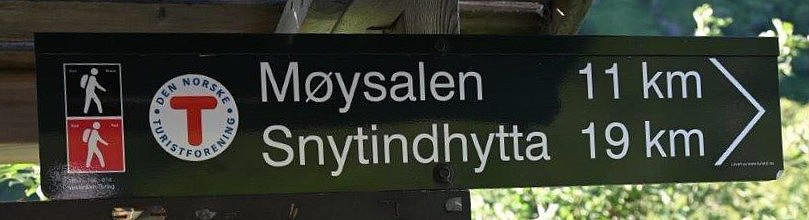 DEN NORSKE
TURISTFORENING
T
Møysalen 11 km
Snytindhytta 19 km